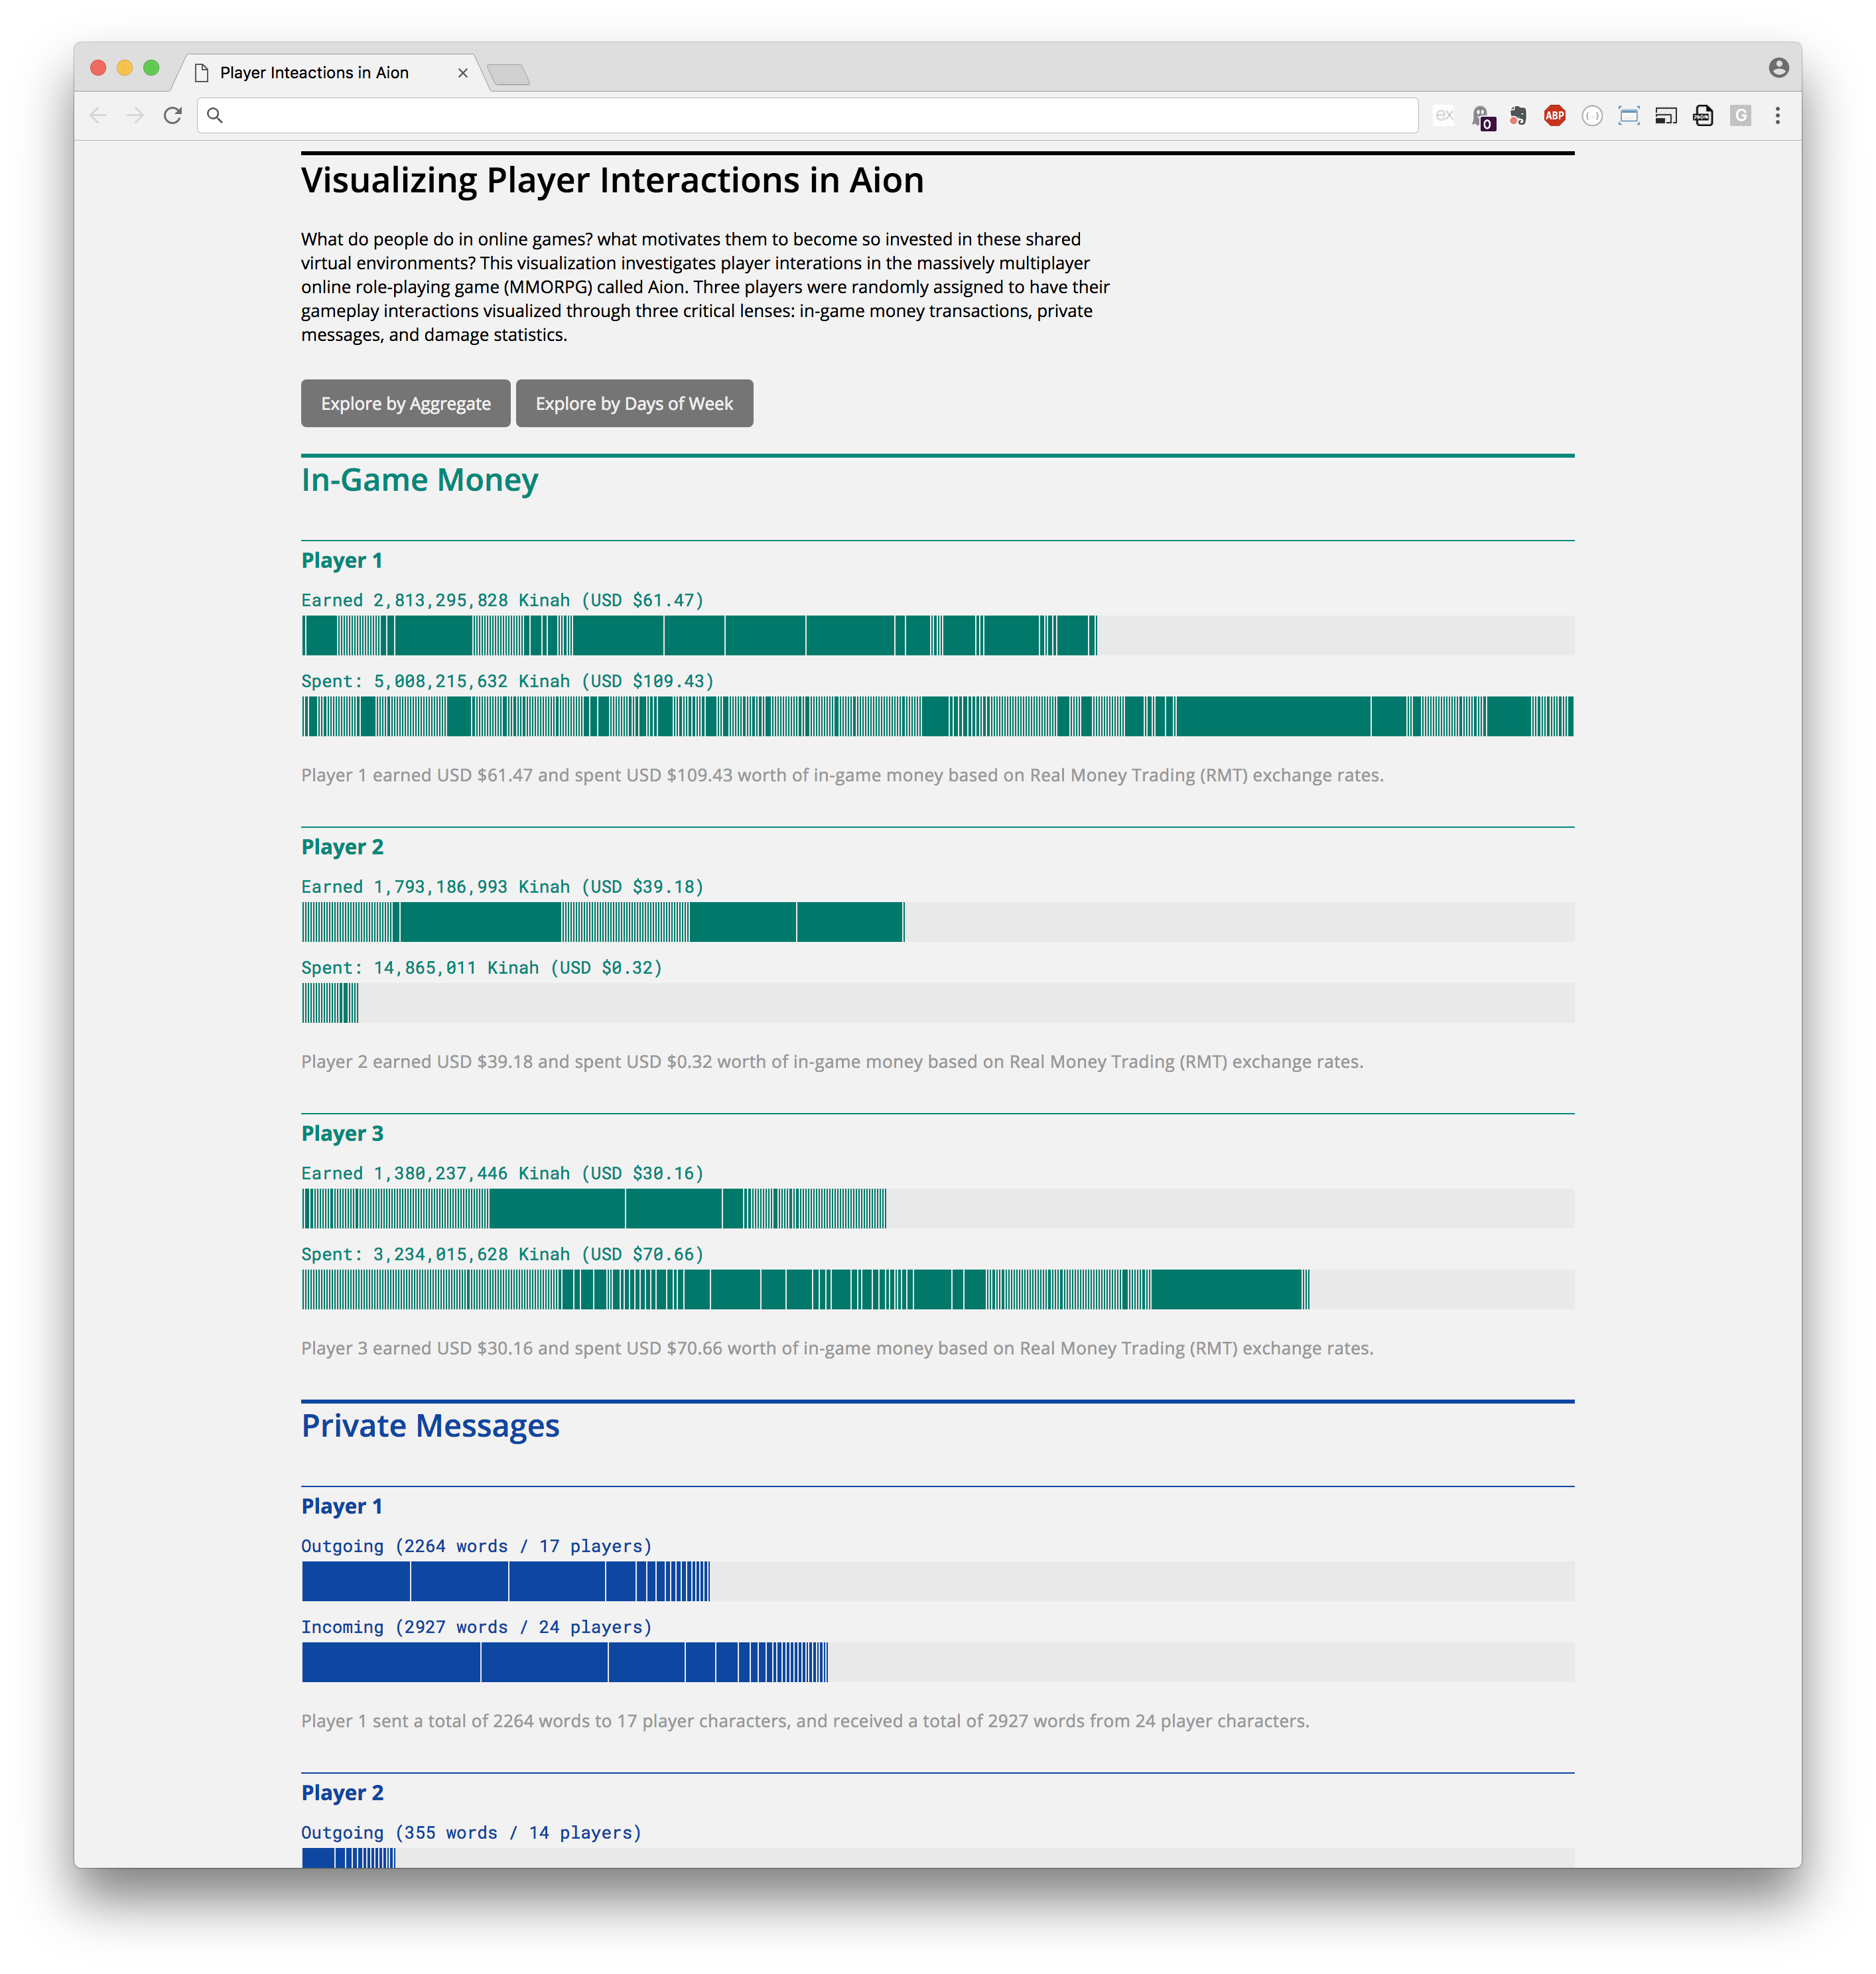 Player Inteactions in Aion
ex
0
ABP
{...}
JSON
G
Visualizing Player Interactions in Aion
What do people do in online games? what motivates them to become so invested in these shared
virtual environments? This visualization investigates player interations in the massively multiplayer
online role-playing game (MMORPG) called Aion. Three players were randomly assigned to have their
gameplay interactions visualized through three critical lenses: in-game money transactions, private
messages, and damage statistics.
Explore by Aggregate Explore by Days of Week
In-Game Money
Player 1
Earned 2,813,295,828 Kinah (USD $61.47)
Spent: 5,008,215,632 Kinah (USD $109.43)
Player 1 earned USD $61.47 and spent USD $109.43 worth of in-game money based on Real Money Trading (RMT) exchange rates.
Player 2
Earned 1,793,186,993 Kinah (USD $39.18)
Spent: 14,865,011 Kinah (USD $0.32)
Player 2 earned USD $39.18 and spent USD $0.32 worth of in-game money based on Real Money Trading (RMT) exchange rates.
Player 3
Earned 1,380,237,446 Kinah (USD $30.16)
Spent: 3,234,015,628 Kinah (USD $70.66)
Player 3 earned USD $30.16 and spent USD $70.66 worth of in-game money based on Real Money Trading (RMT) exchange rates.
Private Messages
Player 1
Outgoing (2264 words / 17 players)
Incoming (2927 words / 24 players)
Player 1 sent a total of 2264 words to 17 player characters, and received a total of 2927 words from 24 player characters.
Player 2
Outgoing (355 words / 14 players)